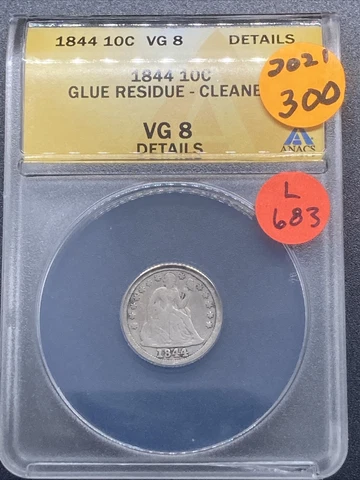 1844 10C VG 8 DETAILS
1844 10C
GLUE RESIDUE - CLEANE
VG 8
DETAILS
ANACS
2021
300
L
683
1844